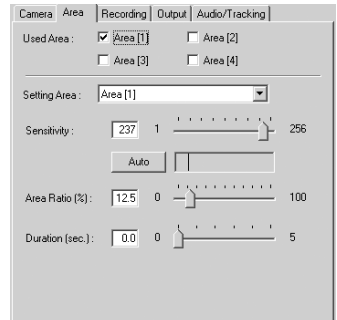 Camera Area Recording Output Audio/Tracking
Used Area : Area [1] Area [2]
Area [3] Area [4]
Setting Area : Area [1]
Sensitivity : 237 1 256
Auto
Area Ratio (%) : 12.5 0 100
Duration (sec.) : 0.0 0 5